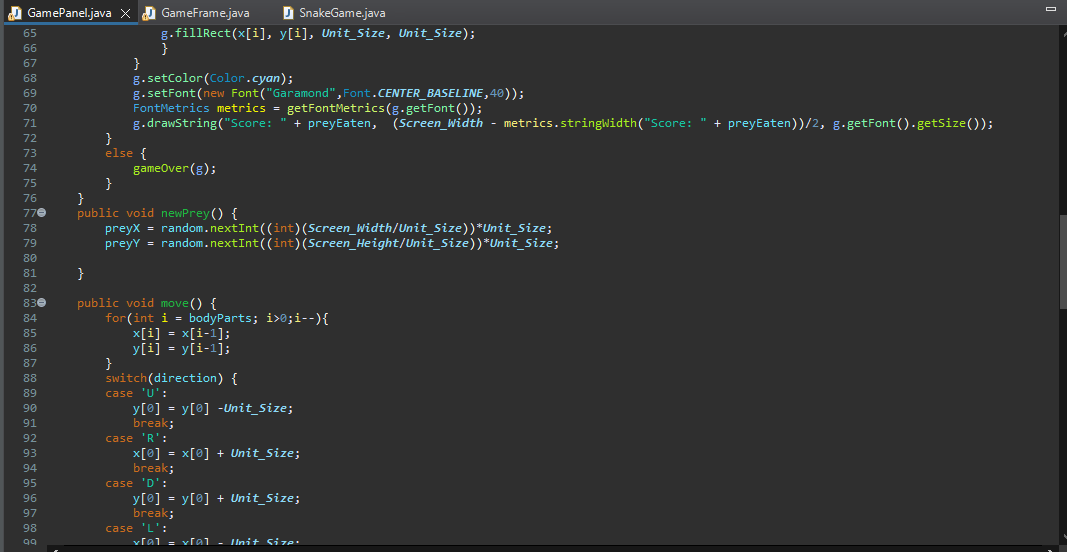 GamePanel.java GameFrame.java SnakeGame.java
65 g.fillRect(x[i], y[i], Unit_Size, Unit_Size);
66 }
67 }
68 g.setColor(Color.cyan);
69 g.setFont(new Font("Garamond",Font.CENTER_BASELINE,40));
70 FontMetrics metrics = getFontMetrics(g.getFont());
71 g.drawString("Score: " + preyEaten, (Screen_Width - metrics.stringWidth("Score: " + preyEaten))/2, g.getFont().getSize());
72 }
73 else {
74 gameOver(g);
75 }
76 }
77 public void newPrey() {
78 preyX = random.nextInt((int)(Screen_Width/Unit_Size))*Unit_Size;
79 preyY = random.nextInt((int)(Screen_Height/Unit_Size))*Unit_Size;
80
81 }
82
83 public void move() {
84 for(int i = bodyParts; i>0;i--){
85 x[i] = x[i-1];
86 y[i] = y[i-1];
87 }
88 switch(direction) {
89 case 'U':
90 y[0] = y[0] -Unit_Size;
91 break;
92 case 'R':
93 x[0] = x[0] + Unit_Size;
94 break;
95 case 'D':
96 y[0] = y[0] + Unit_Size;
97 break;
98 case 'L':
99 x[0] = x[0] - Unit_Size;